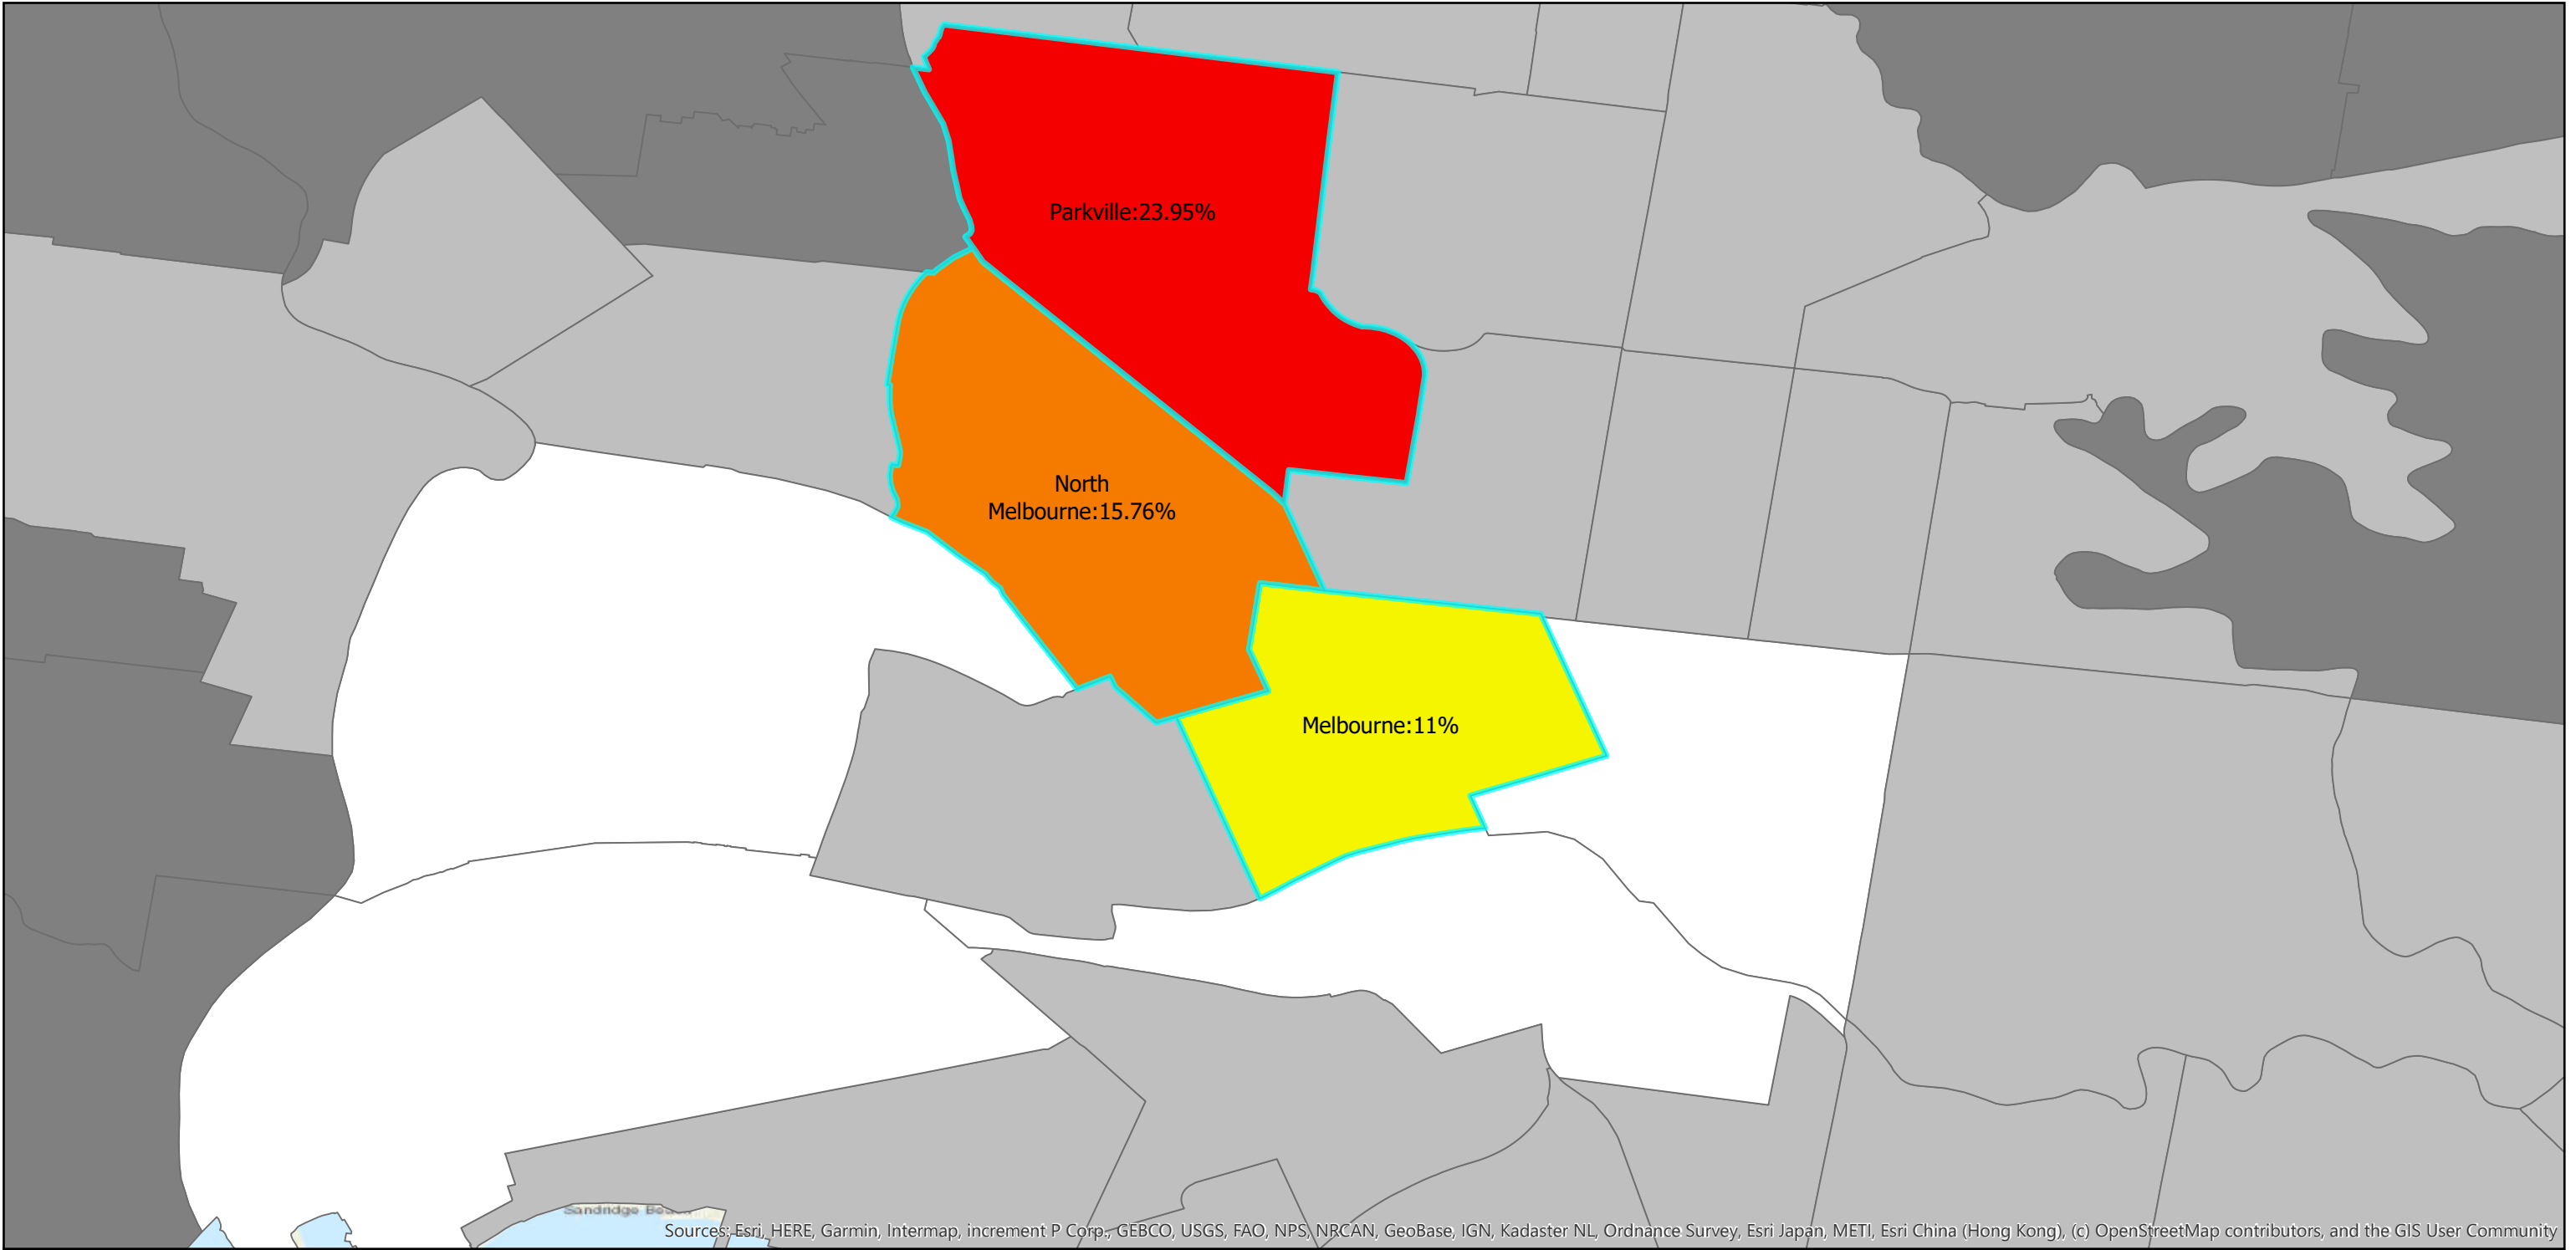 Parkville:23.95%
North
Melbourne:15.76%
Melbourne:11%
Sandridge
Sources: Esri, HERE, Garmin, Intermap, increment P Corp., GEBCO, USGS, FAO, NPS, NRCAN, GeoBase, IGN, Kadaster NL, Ordnance Survey, Esri Japan, METI, Esri China (Hong Kong), (c) OpenStreetMap contributors, and the GIS User Community